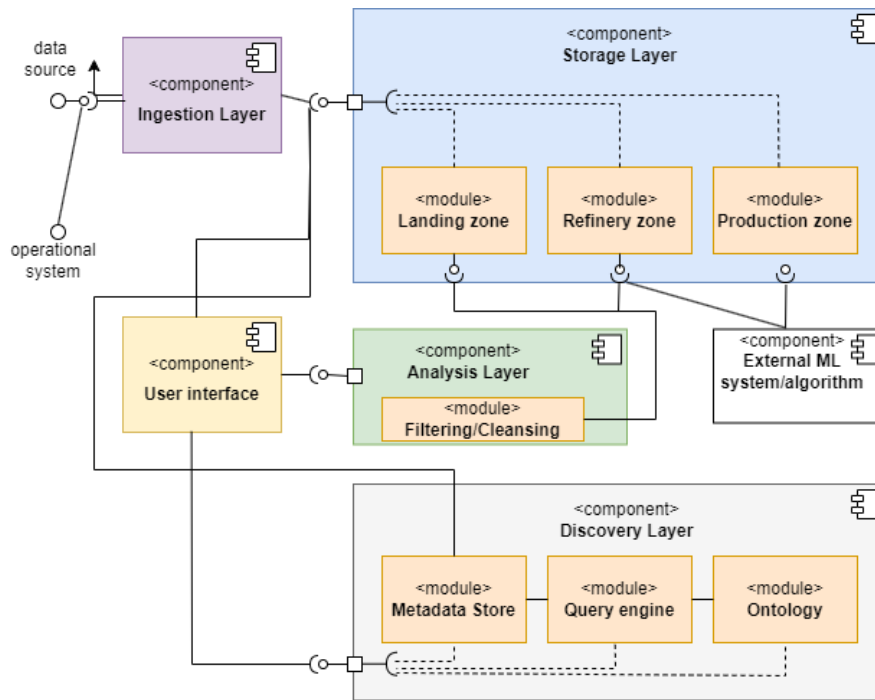 data
source
<component>
Ingestion Layer
operational
system
<component>
Storage Layer
<module>
Landing zone
<module>
Refinery zone
<module>
Production zone
<component>
User interface
<component>
Analysis Layer
<module>
Filtering/Cleansing
<component>
External ML
system/algorithm
<component>
Discovery Layer
<module>
Metadata Store
<module>
Query engine
<module>
Ontology